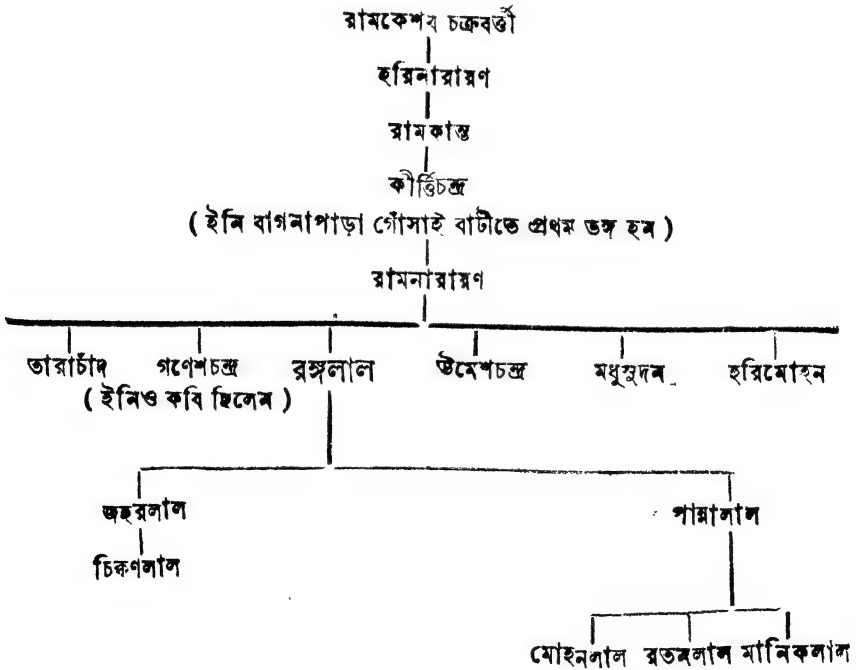 রামকেশব চক্রবর্ত্তী
হরিনারায়ণ
রামকান্ত
কীর্ত্তিচন্দ্র
( ইনি বাগনাপাড়া গোঁসাই বাটীতে প্রথম ভঙ্গ হন )
রামনারায়ণ
তারাচাঁদ গণেশচন্দ্র রঙ্গলাল উমেশচন্দ্র মধুসুদন হরিমোহন
( ইনিও কবি ছিলেন )
জহরলাল পান্নালাল
চিকণলাল
মোহনলাল রতনলাল মানিকলাল